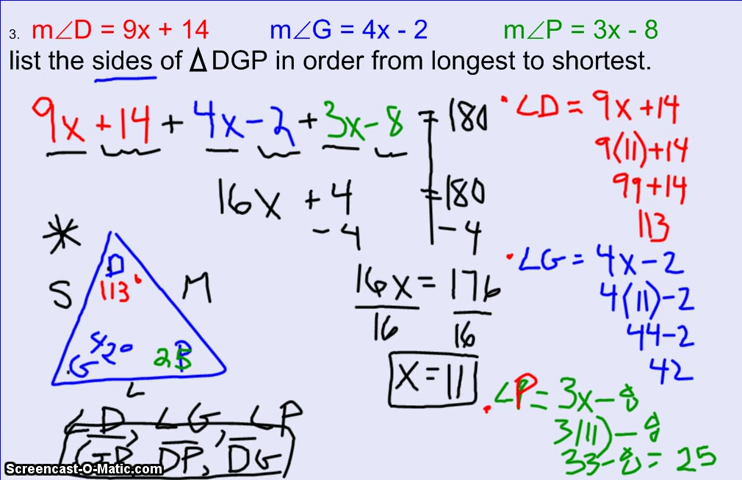 3. m∠D = 9x + 14 m∠G = 4x - 2 m∠P = 3x - 8
list the sides of ΔDGP in order from longest to shortest.
9x + 14 + 4x - 2 + 3x - 8 = 180
16x + 4 = 180
- 4 - 4
16x = 176
16 16
x = 11
∠D = 9x + 14
9(11) + 14
99 + 14
113
∠G = 4x - 2
4(11) - 2
44 - 2
42
∠P = 3x - 8
3(11) - 8
33 - 8 = 25
*
D
113°
S M
G 42° P
L
∠D ∠G ∠P
GP, DP, DG
Screencast-O-Matic.com